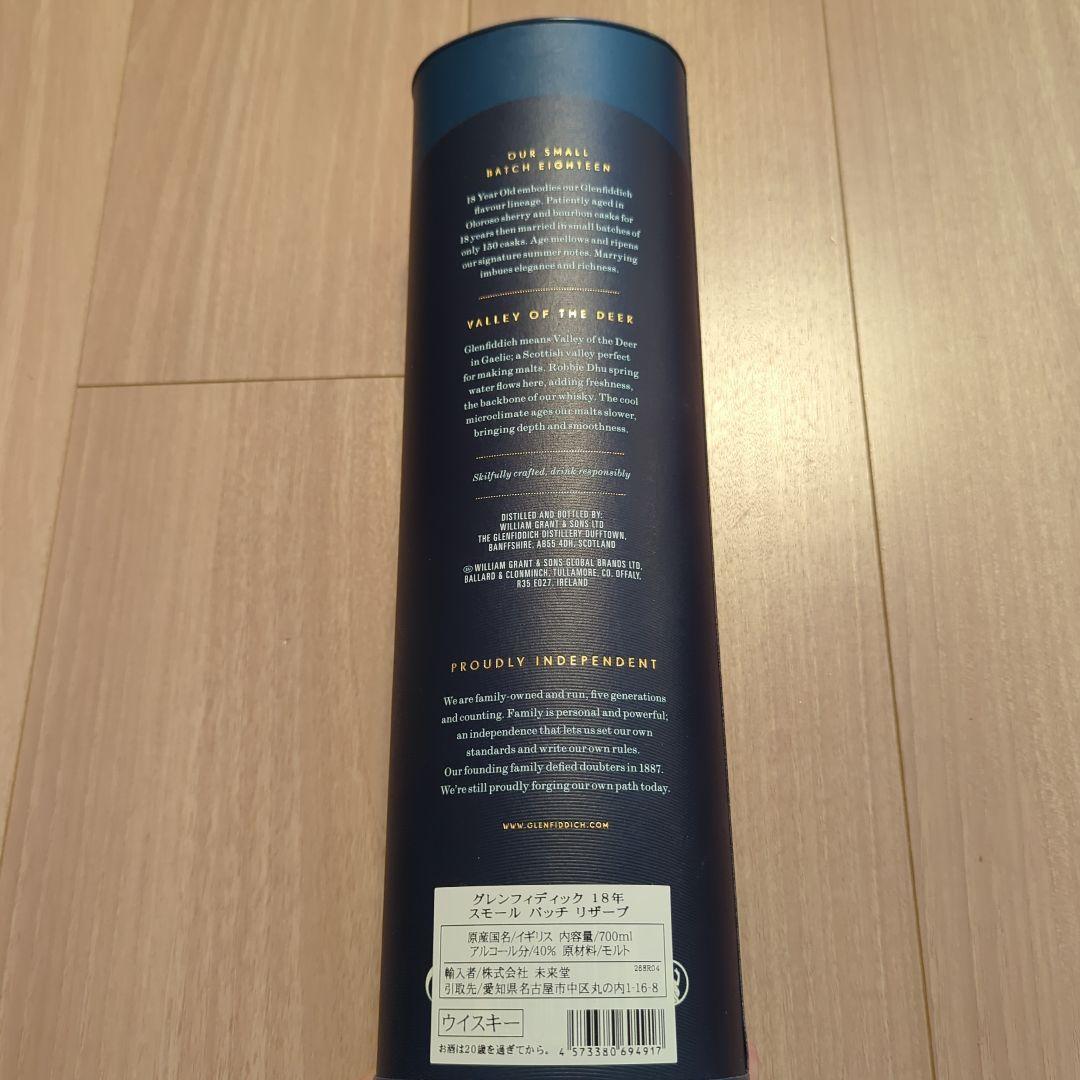 OUR SMALL
BATCH EIGHTEEN
18 Year Old embodies our Glenfiddich
flavour lineage. Patiently aged in
Oloroso sherry and bourbon casks for
18 years then married in small batches of
only 150 casks. Age mellows and ripens
our signature summer notes. Marrying
imbues elegance and richness.
VALLEY OF THE DEER
Glenfiddich means Valley of the Deer
in Gaelic; a Scottish valley perfect
for making malts. Robbie Dhu spring
water flows here, adding freshness,
the backbone of our whisky. The cool
microclimate ages our malts slower,
bringing depth and smoothness.
Skilfully crafted, drink responsibly
DISTILLED AND BOTTLED BY:
WILLIAM GRANT & SONS LTD
THE GLENFIDDICH DISTILLERY DUFFTOWN,
BANFFSHIRE, AB55 4DH, SCOTLAND
WILLIAM GRANT & SONS GLOBAL BRANDS LTD,
BALLARD & CLONMINCH, TULLAMORE, CO. OFFALY,
R35 E027, IRELAND
PROUDLY INDEPENDENT
We are family-owned and run, five generations
and counting. Family is personal and powerful;
an independence that lets us set our own
standards and write our own rules.
Our founding family defied doubters in 1887.
We're still proudly forging our own path today.
WWW.GLENFIDDICH.COM
グレンフィディック 18年
スモール バッチ リザーブ
原産国名/イギリス 内容量/700ml
アルコール分/40% 原材料/モルト
輸入者/株式会社 未来堂 268R04
引取先/愛知県名古屋市中区丸の内1-16-8
ウイスキー
お酒は20歳を過ぎてから。 4 573380 694917